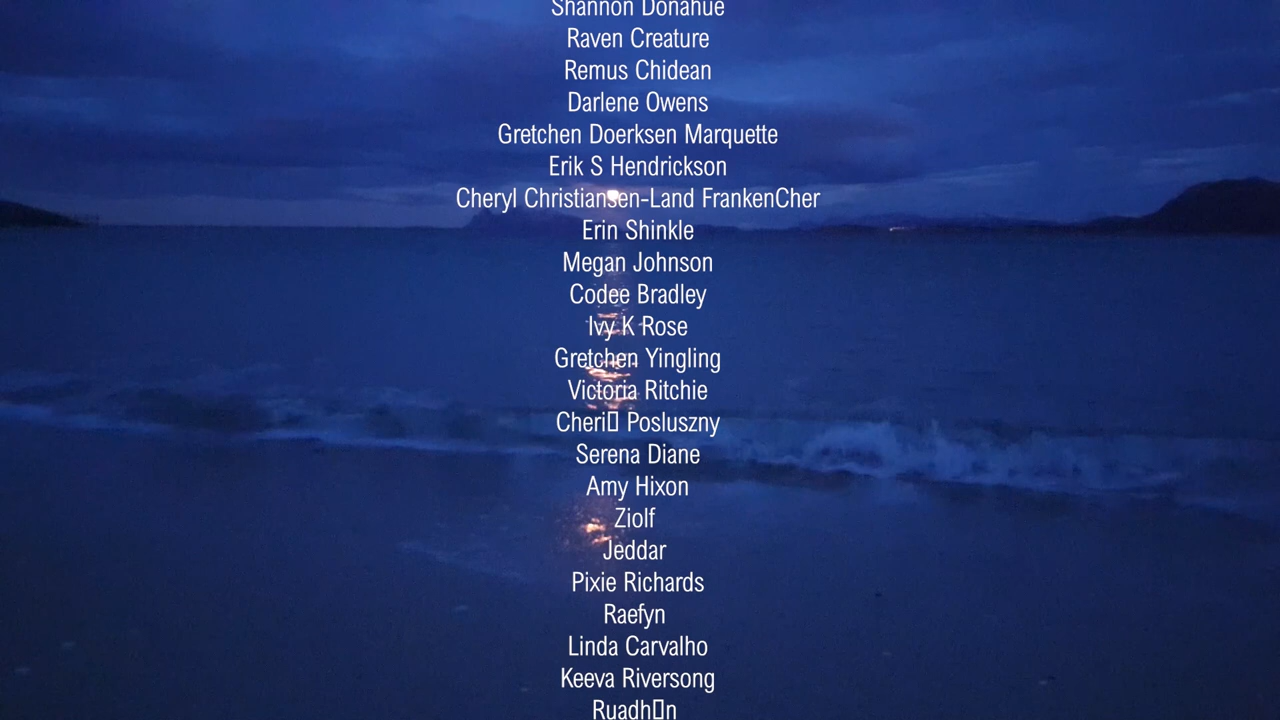 Shannon Donahue
Raven Creature
Remus Chidean
Darlene Owens
Gretchen Doerksen Marquette
Erik S Hendrickson
Cheryl Christiansen-Land FrankenCher
Erin Shinkle
Megan Johnson
Codee Bradley
Ivy K Rose
Gretchen Yingling
Victoria Ritchie
Cheri▯ Posluszny
Serena Diane
Amy Hixon
Ziolf
Jeddar
Pixie Richards
Raefyn
Linda Carvalho
Keeva Riversong
Ruadh▯n